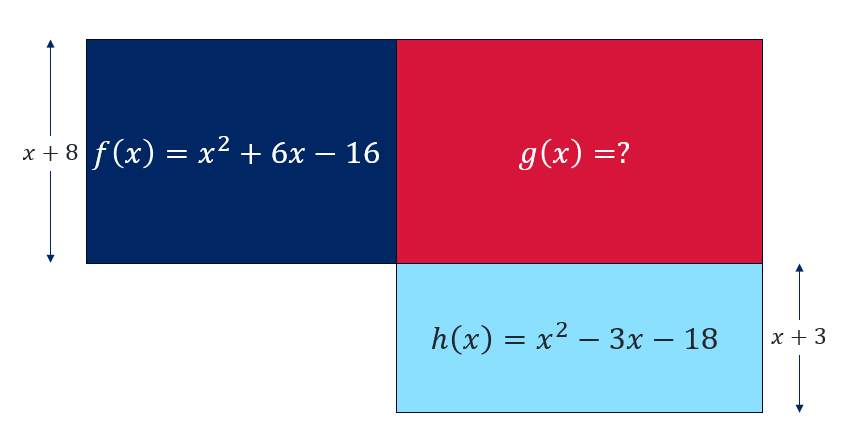 x + 8
f(x) = x² + 6x − 16
g(x) =?
h(x) = x² − 3x − 18
x + 3